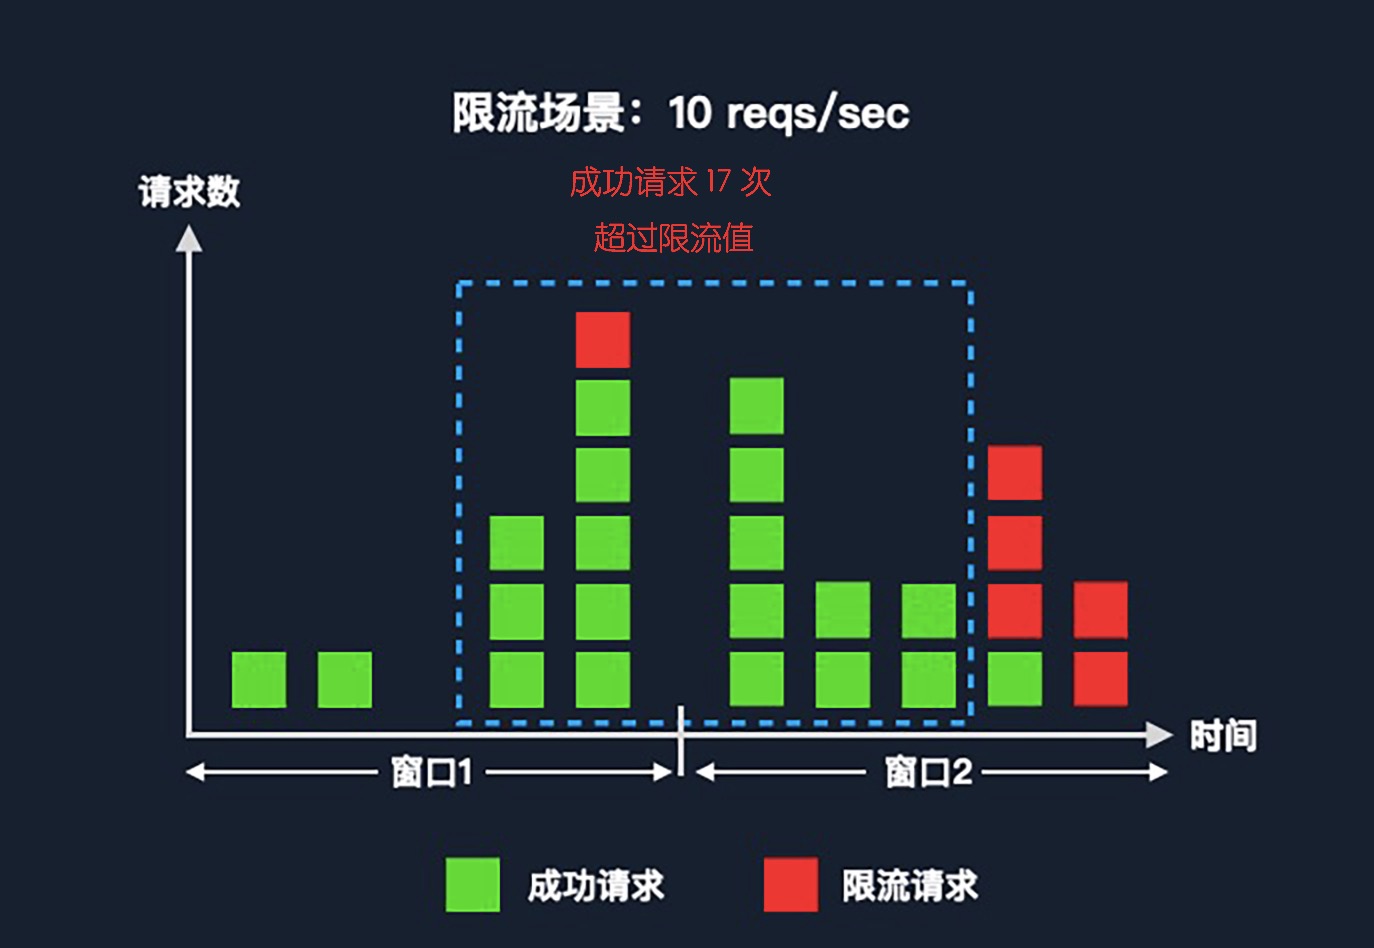 限流场景：10 reqs/sec
成功请求 17 次
超过限流值
请求数
时间
窗口1
窗口2
成功请求
限流请求